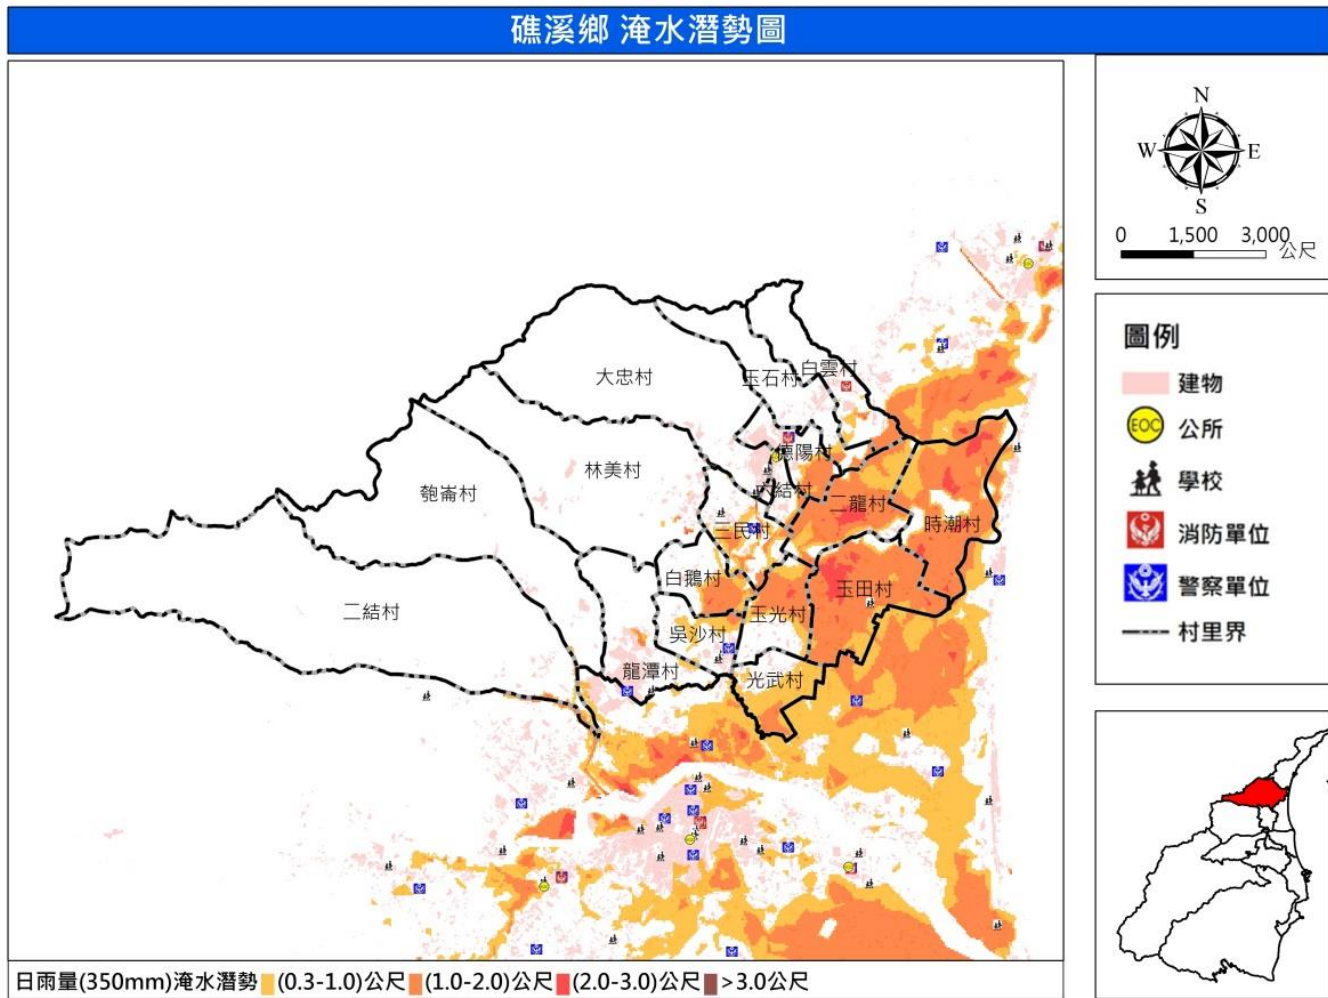 礁溪鄉 淹水潛勢圖
N
W E
S
0 1,500 3,000
公尺
圖例
建物
EOC 公所
學校
消防單位
警察單位
村里界
大忠村
玉石村
白雲村
林美村
德陽村
匏崙村
六結村
二龍村
時潮村
三民村
白鵝村
玉田村
二結村
玉光村
吳沙村
龍潭村
光武村
日雨量(350mm)淹水潛勢 (0.3-1.0)公尺 (1.0-2.0)公尺 (2.0-3.0)公尺 >3.0公尺